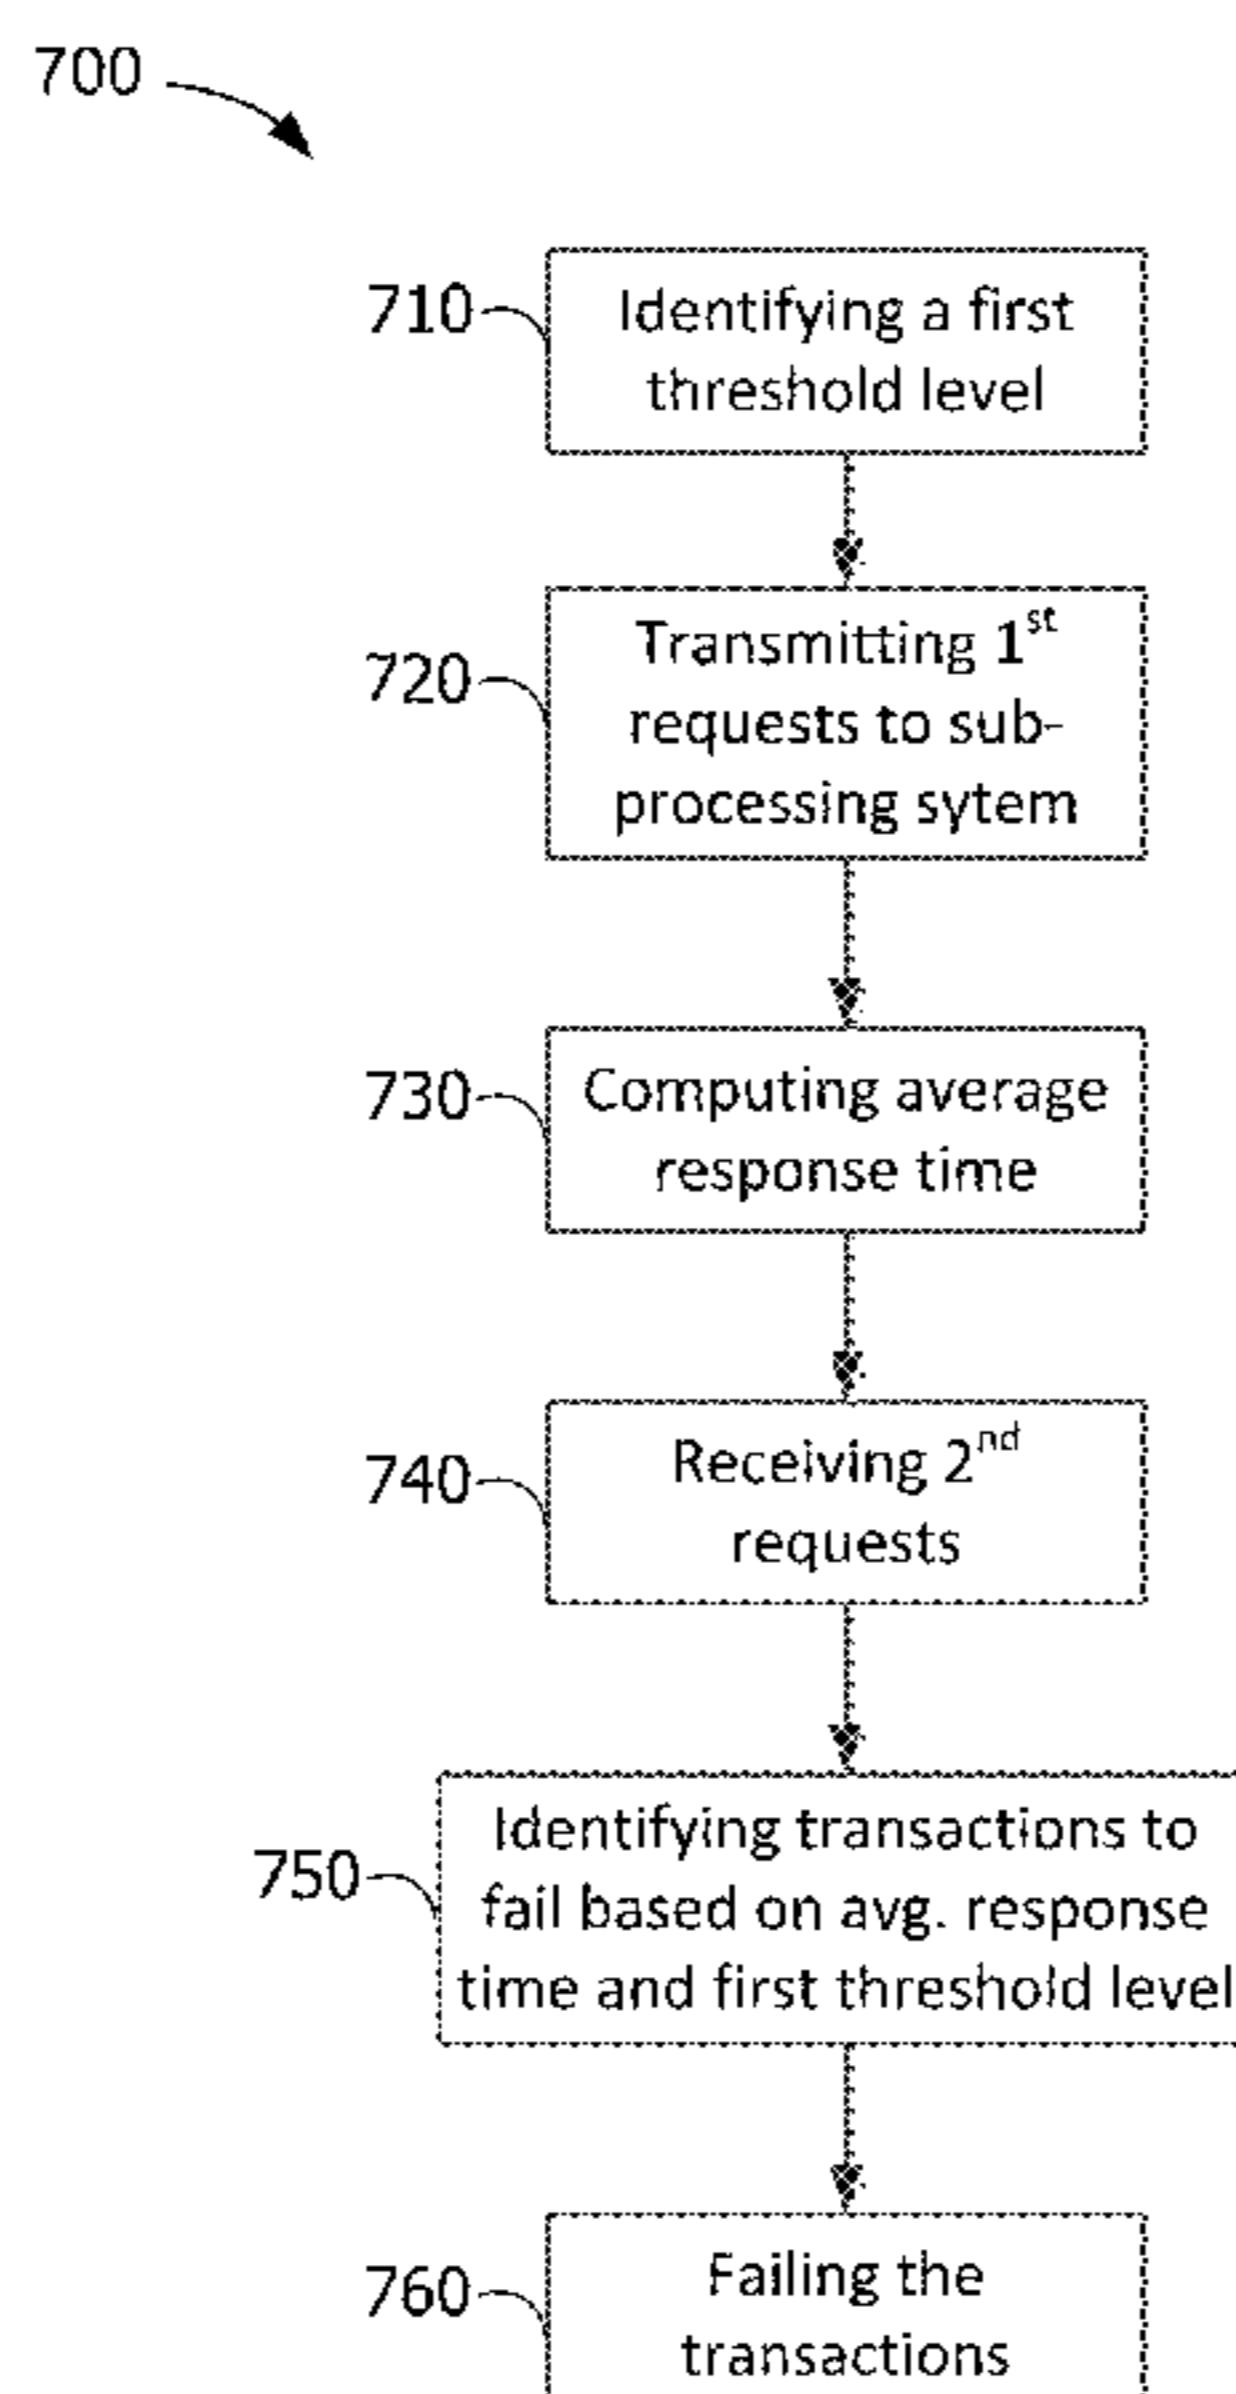 700
710
Identifying a first
threshold level
720
Transmitting 1st
requests to sub-
processing sytem
730
Computing average
response time
740
Receiving 2nd
requests
750
Identifying transactions to
fail based on avg. response
time and first threshold level
760
Failing the
transactions